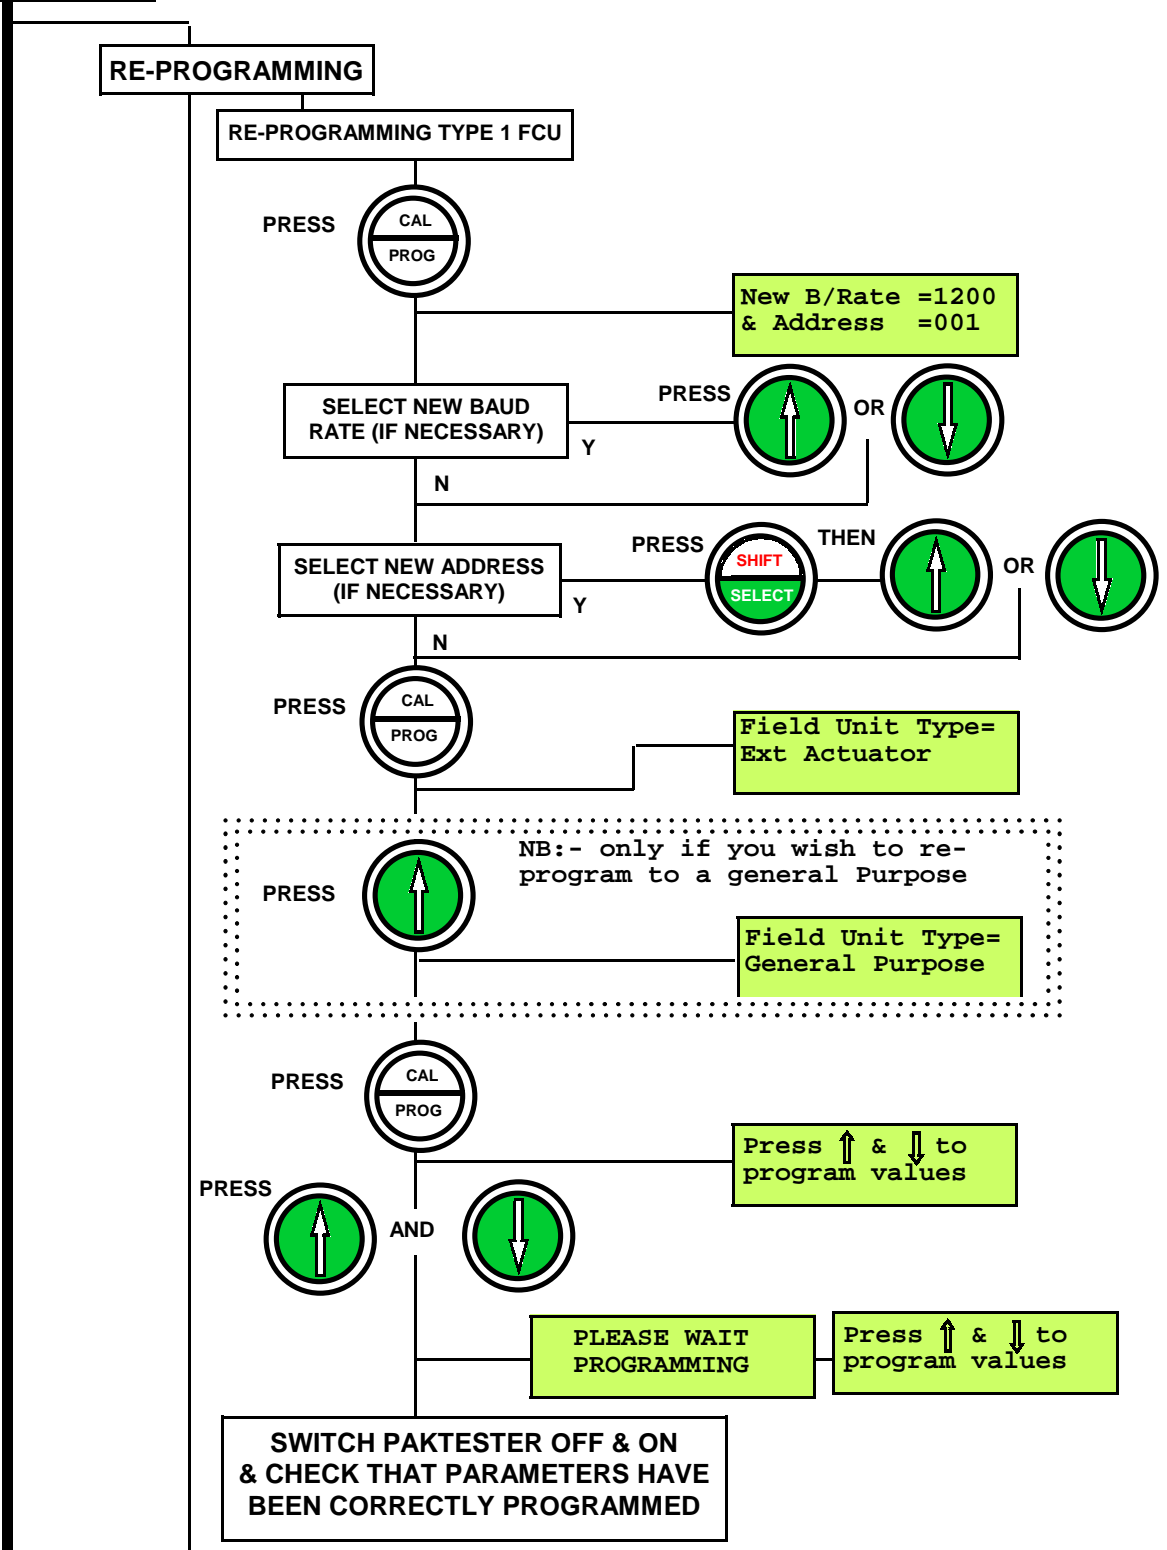 RE-PROGRAMMING
RE-PROGRAMMING TYPE 1 FCU
PRESS
CAL
PROG
New B/Rate =1200
& Address =001
SELECT NEW BAUD
RATE (IF NECESSARY)
Y
PRESS
OR
N
SELECT NEW ADDRESS
(IF NECESSARY)
Y
PRESS
SHIFT
SELECT
THEN
OR
N
PRESS
CAL
PROG
Field Unit Type=
Ext Actuator
NB:- only if you wish to re-
program to a general Purpose
PRESS
Field Unit Type=
General Purpose
PRESS
CAL
PROG
Press ⇑ & ⇓ to
program values
PRESS
AND
PLEASE WAIT
PROGRAMMING
Press ⇑ & ⇓ to
program values
SWITCH PAKTESTER OFF & ON
& CHECK THAT PARAMETERS HAVE
BEEN CORRECTLY PROGRAMMED